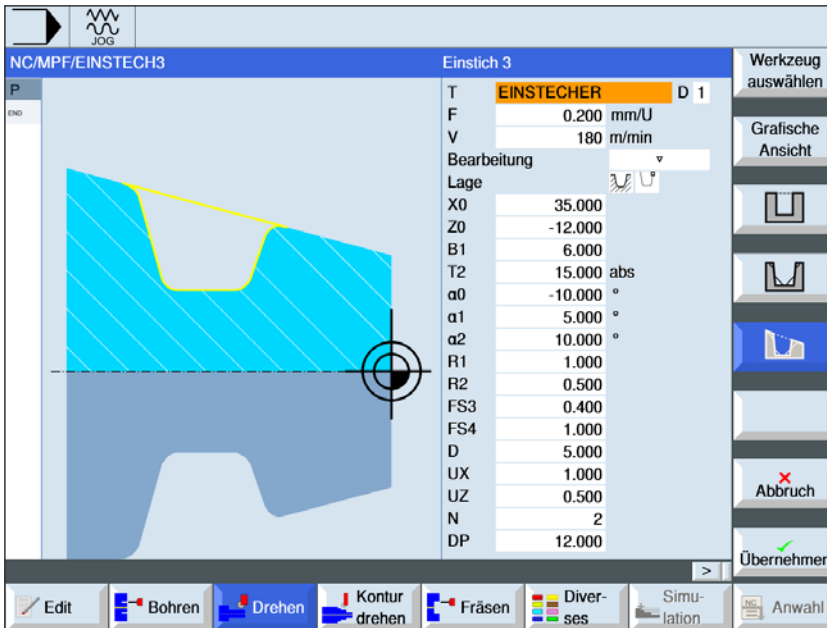 JOG
NC/MPF/EINSTECH3
Einstich 3
P
END
T EINSTECHER D 1
F 0.200 mm/U
V 180 m/min
Bearbeitung ▿
Lage
X0 35.000
Z0 -12.000
B1 6.000
T2 15.000 abs
α0 -10.000 °
α1 5.000 °
α2 10.000 °
R1 1.000
R2 0.500
FS3 0.400
FS4 1.000
D 5.000
UX 1.000
UZ 0.500
N 2
DP 12.000
Werkzeug
auswählen
Grafische
Ansicht
Abbruch
Übernehmer
>
Edit
Bohren
Drehen
Kontur
drehen
Fräsen
Diver-
ses
Simu-
lation
NC
Anwahl